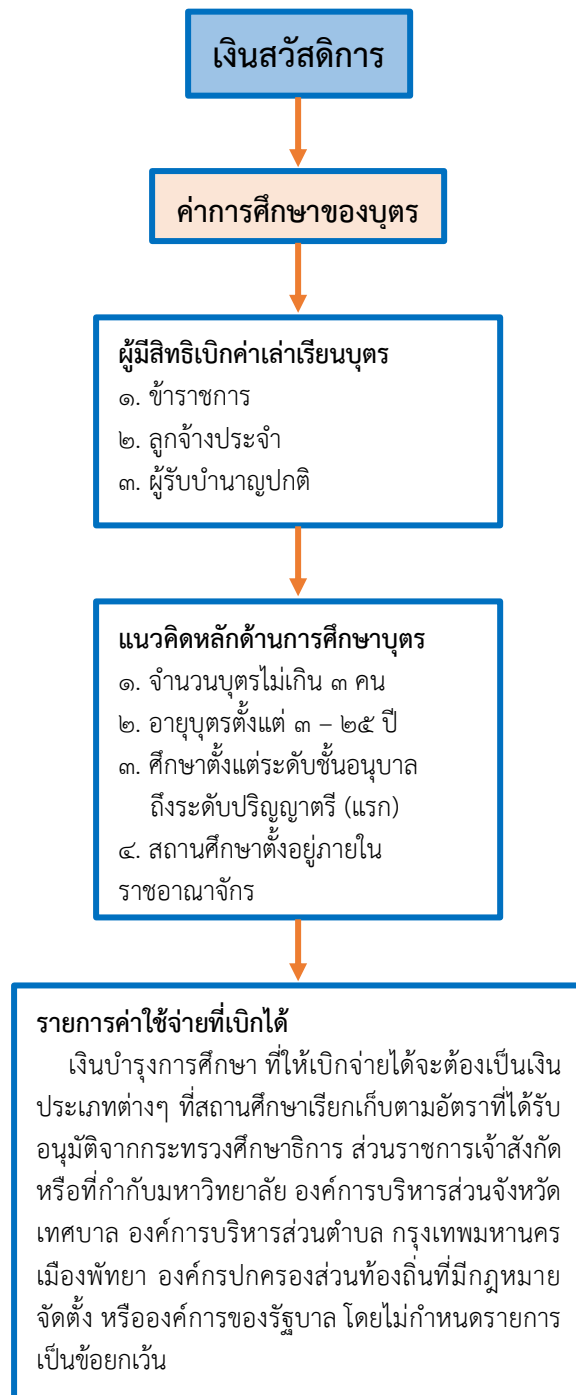 เงินสวัสดิการ
ค่าการศึกษาของบุตร
ผู้มีสิทธิเบิกค่าเล่าเรียนบุตร
๑. ข้าราชการ
๒. ลูกจ้างประจำ
๓. ผู้รับบำนาญปกติ
แนวคิดหลักด้านการศึกษาบุตร
๑. จำนวนบุตรไม่เกิน ๓ คน
๒. อายุบุตรตั้งแต่ ๓ – ๒๕ ปี
๓. ศึกษาตั้งแต่ระดับชั้นอนุบาล
ถึงระดับปริญญาตรี (แรก)
๔. สถานศึกษาตั้งอยู่ภายใน
ราชอาณาจักร
รายการค่าใช้จ่ายที่เบิกได้
เงินบำรุงการศึกษา ที่ให้เบิกจ่ายได้จะต้องเป็นเงิน
ประเภทต่างๆ ที่สถานศึกษาเรียกเก็บตามอัตราที่ได้รับ
อนุมัติจากกระทรวงศึกษาธิการ ส่วนราชการเจ้าสังกัด
หรือที่กำกับมหาวิทยาลัย องค์การบริหารส่วนจังหวัด
เทศบาล องค์การบริหารส่วนตำบล กรุงเทพมหานคร
เมืองพัทยา องค์กรปกครองส่วนท้องถิ่นที่มีกฎหมาย
จัดตั้ง หรือองค์การของรัฐบาล โดยไม่กำหนดรายการ
เป็นข้อยกเว้น